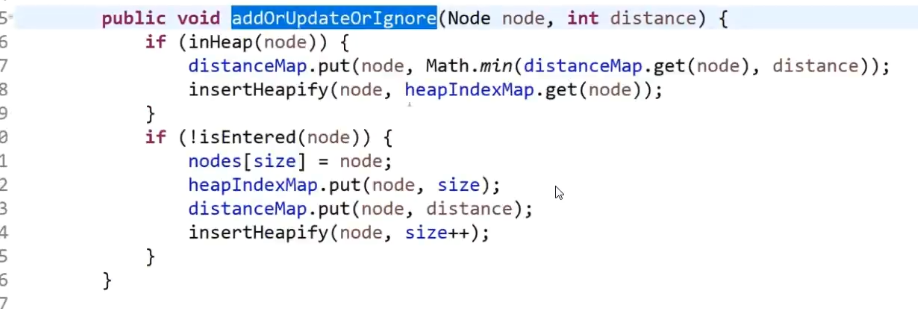 5 public void addOrUpdateOrIgnore(Node node, int distance) {
6 if (inHeap(node)) {
7 distanceMap.put(node, Math.min(distanceMap.get(node), distance));
8 insertHeapify(node, heapIndexMap.get(node));
9 }
0 if (!isEntered(node)) {
1 nodes[size] = node;
2 heapIndexMap.put(node, size);
3 distanceMap.put(node, distance);
4 insertHeapify(node, size++);
5 }
6 }
7